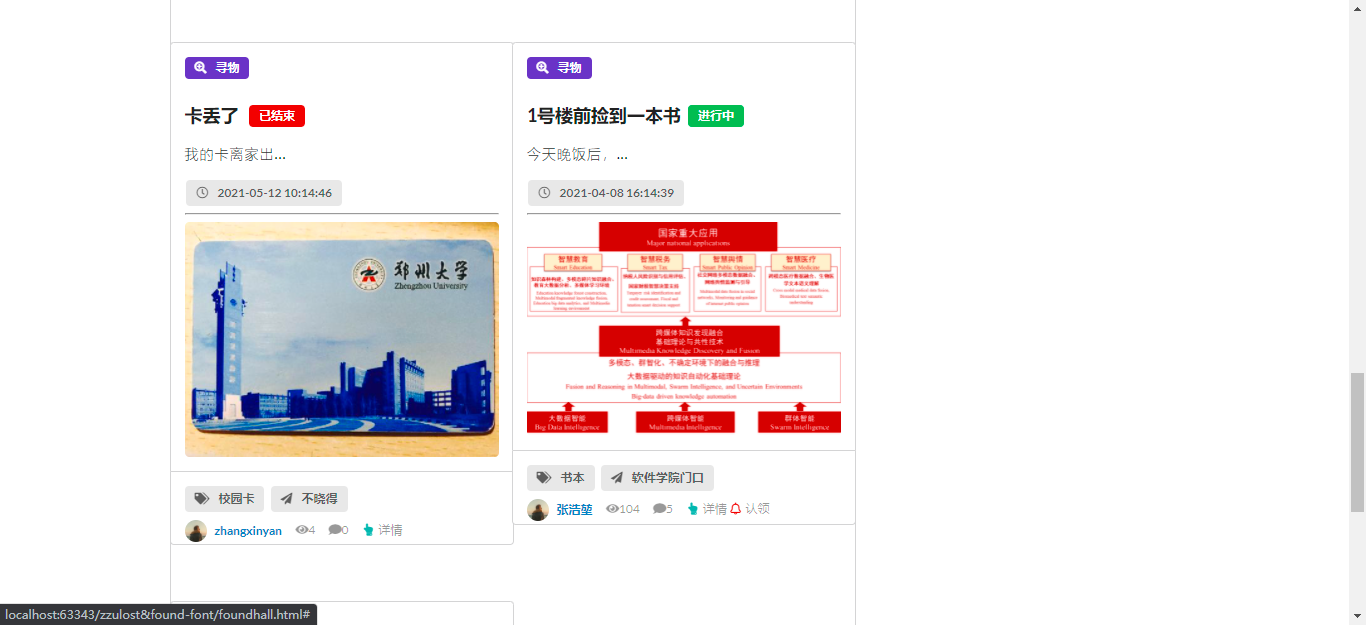 寻物
卡丢了 已结束
我的卡离家出...
2021-05-12 10:14:46
郑州大学
Zhengzhou University
校园卡 不晓得
zhangxinyan 4 0 详情
寻物
1号楼前捡到一本书 进行中
今天晚饭后，...
2021-04-08 16:14:39
国家重大应用
Major national applications
智慧教育 智慧税务 智慧舆情 智慧医疗
Smart Education Smart Tax Smart Public Opinion Smart Medicine
跨媒体知识发现融合
基础理论与共性技术
Multimedia Knowledge Discovery and Fusion
多模态、群智化、不确定环境下的融合与推理
大数据驱动的知识自动化基础理论
Fusion and Reasoning in Multimodal, Swarm Intelligence, and Uncertain Environments
Big-data driven knowledge automation
大数据智能 跨媒体智能 群体智能
Big Data Intelligence Multimedia Intelligence Swarm Intelligence
书本 软件学院门口
张浩堃 104 5 详情 认领
localhost:63343/zzulost&found-font/foundhall.html#